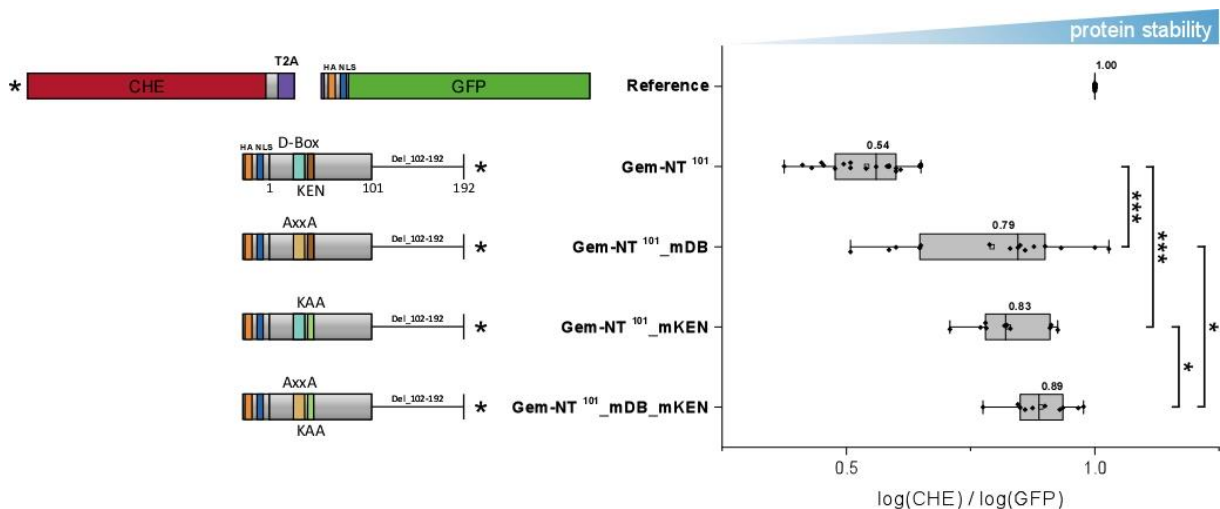 protein stability
T2A
HA NLS
* CHE GFP
Reference
1.00
HA NLS D-Box
Del_102-192 *
1 KEN 101 192
Gem-NT 101
0.54
AxxA
Del_102-192 *
Gem-NT 101_mDB
0.79
KAA
Del_102-192 *
Gem-NT 101_mKEN
0.83
AxxA
Del_102-192 *
KAA
Gem-NT 101_mDB_mKEN
0.89
***
***
*
*
0.5 1.0
log(CHE) / log(GFP)